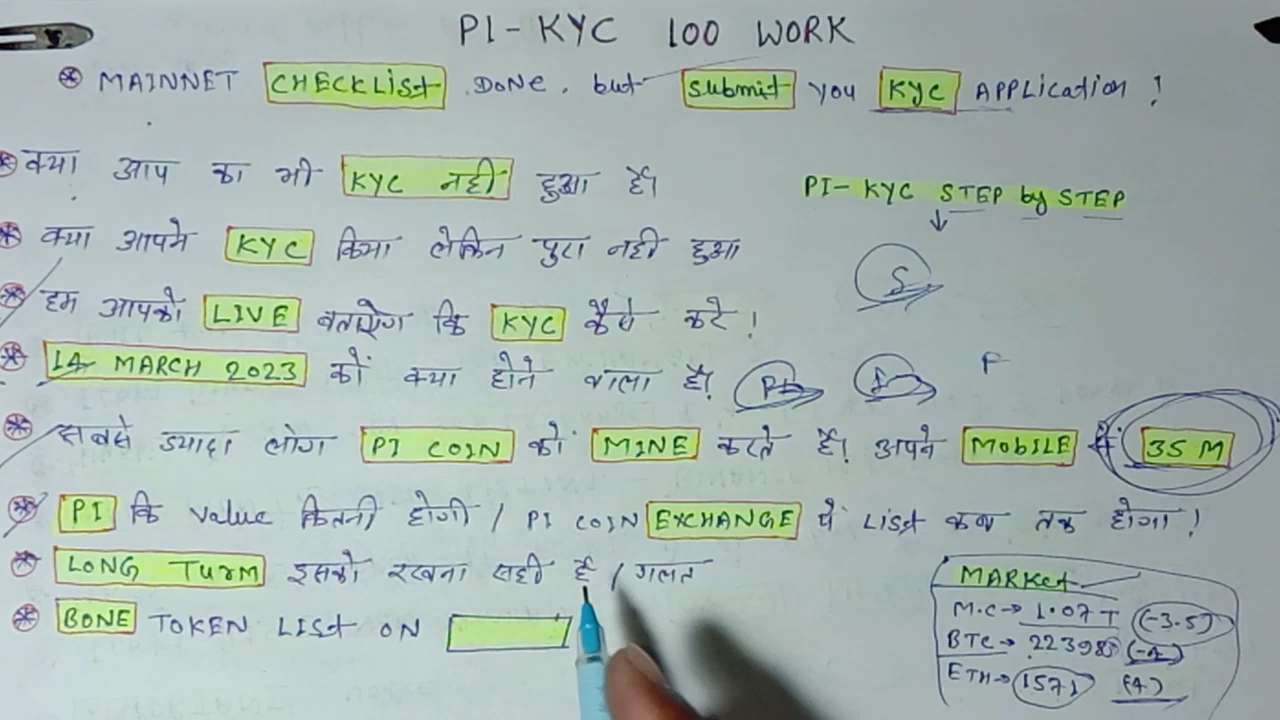 PI-KYC 100 WORK
MAINNET CHECKLIST DONE, but Submit YOU KYC APPLication !
क्या आप का भी KYC नही हुआ है।
PI-KYC STEP by STEP
क्या आपने KYC किया लेकिन पुरा नही हुआ
S
हम आपको LIVE बताऐंगे कि KYC कैसे करे !
14 MARCH 2023 को क्या होने वाला है।
सबसे ज्यादा लोग PI COIN को MINE करते है। अपने MOBILE से 35 M
PI कि Value कितनी होगी / PI COIN EXCHANGE पे LISt कब तक होगा !
LONG TURM इसको रखना सही है / गलत
MARKet
M.C→ 1.07 T (-3.5)
BONE TOKEN LISt ON
BTC→ 22398
ETH→ 1571 (4.)